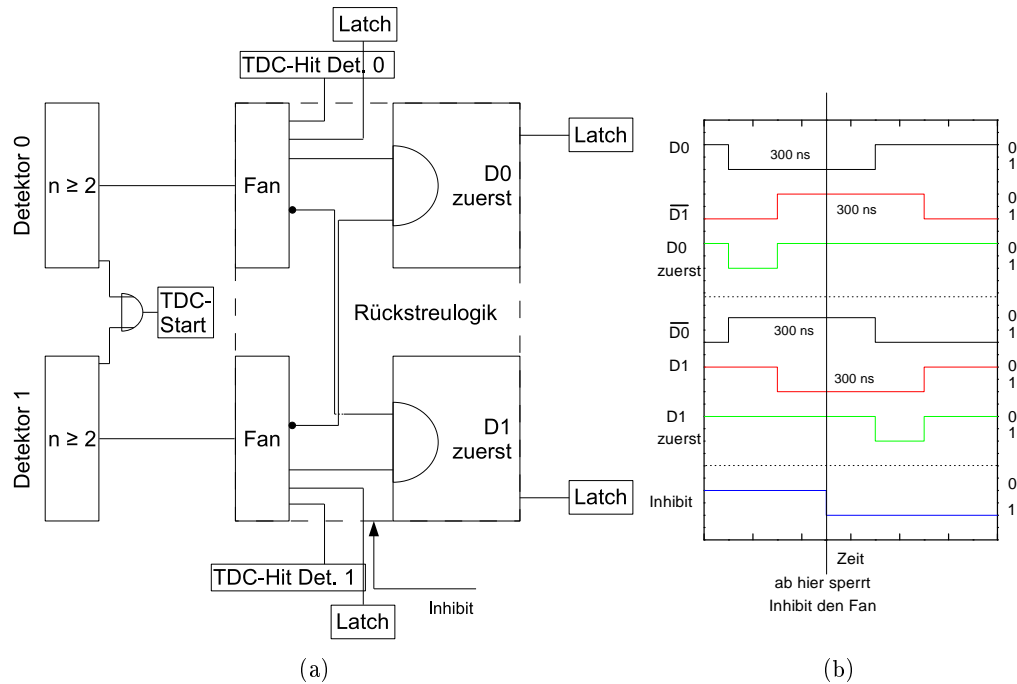 Latch
TDC-Hit Det. 0
Detektor 0
n ≥ 2
Fan
D0
zuerst
Latch
TDC-
Start
Rückstreulogik
Detektor 1
n ≥ 2
Fan
D1
zuerst
Latch
TDC-Hit Det. 1
Latch
Inhibit
(a)
D0
300 ns
0
1
D1
300 ns
0
1
D0
zuerst
0
1
D0
300 ns
0
1
D1
300 ns
0
1
D1
zuerst
0
1
Inhibit
0
1
Zeit
ab hier sperrt
Inhibit den Fan
(b)